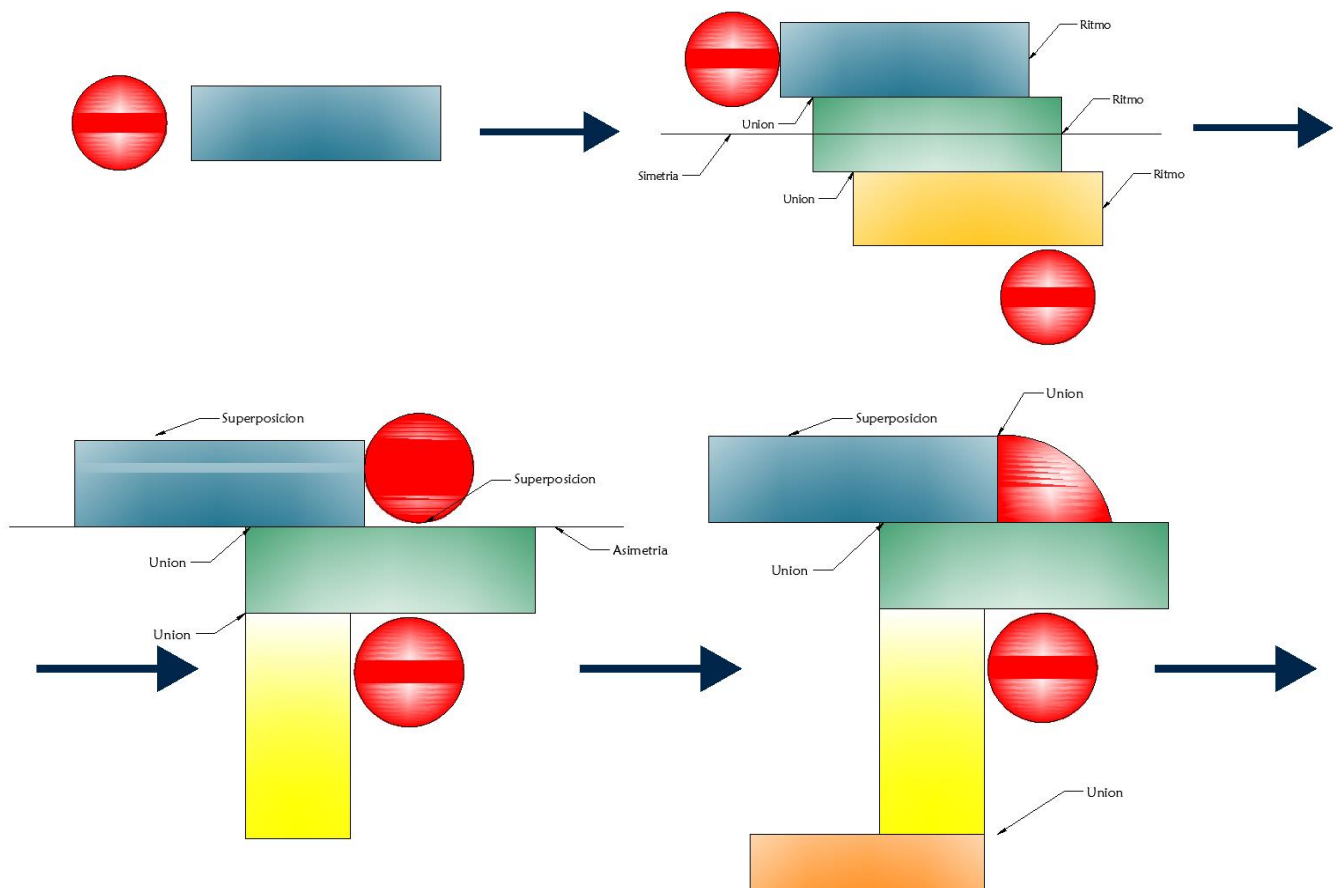 Ritmo
Ritmo
Union
Simetria
Ritmo
Union
Superposicion
Superposicion
Union
Asimetria
Union
Union
Superposicion
Union
Union